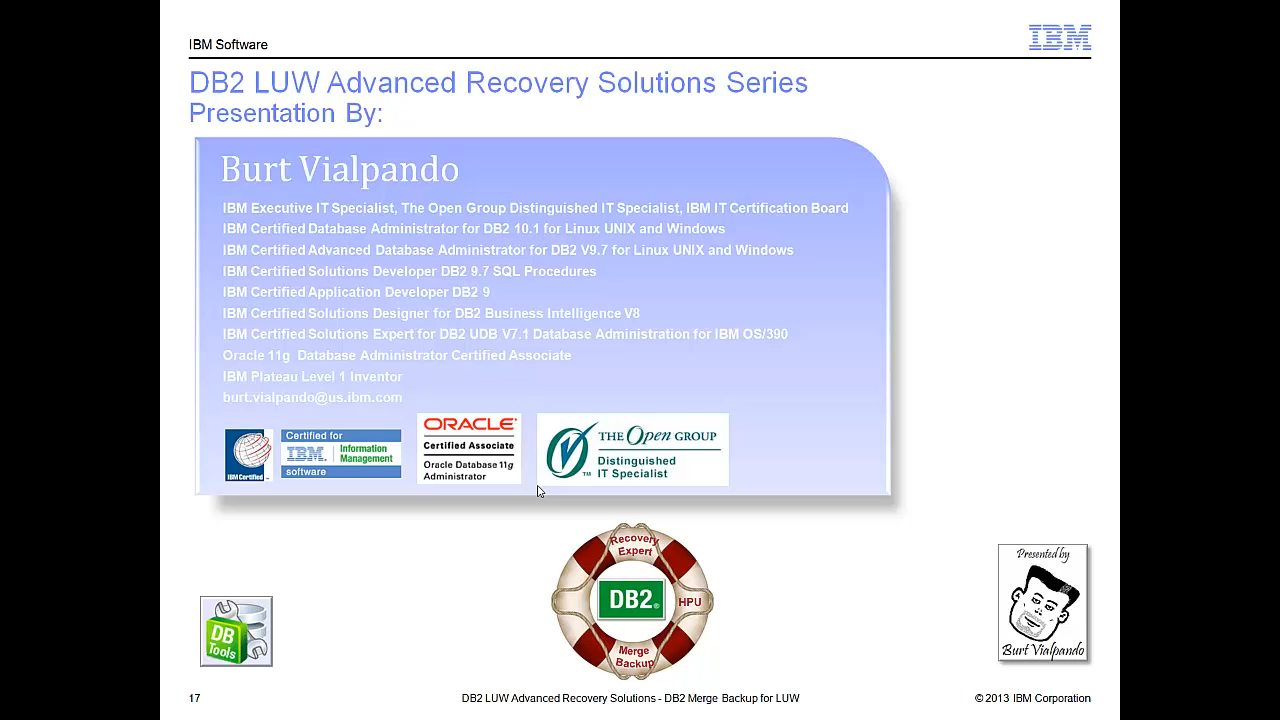 IBM Software
IBM
DB2 LUW Advanced Recovery Solutions Series
Presentation By:
Burt Vialpando
IBM Executive IT Specialist, The Open Group Distinguished IT Specialist, IBM IT Certification Board
IBM Certified Database Administrator for DB2 10.1 for Linux UNIX and Windows
IBM Certified Advanced Database Administrator for DB2 V9.7 for Linux UNIX and Windows
IBM Certified Solutions Developer DB2 9.7 SQL Procedures
IBM Certified Application Developer DB2 9
IBM Certified Solutions Designer for DB2 Business Intelligence V8
IBM Certified Solutions Expert for DB2 UDB V7.1 Database Administration for IBM OS/390
Oracle 11g Database Administrator Certified Associate
IBM Plateau Level 1 Inventor
burt.vialpando@us.ibm.com
IBM Certified
Certified for
IBM Information
Management
software
ORACLE
Certified Associate
Oracle Database 11g
Administrator
THE Open GROUP
Distinguished
IT Specialist
TM
Recovery
Expert
DB2®
HPU
Merge
Backup
DB
Tools
Presented by
Burt Vialpando
17
DB2 LUW Advanced Recovery Solutions - DB2 Merge Backup for LUW
© 2013 IBM Corporation